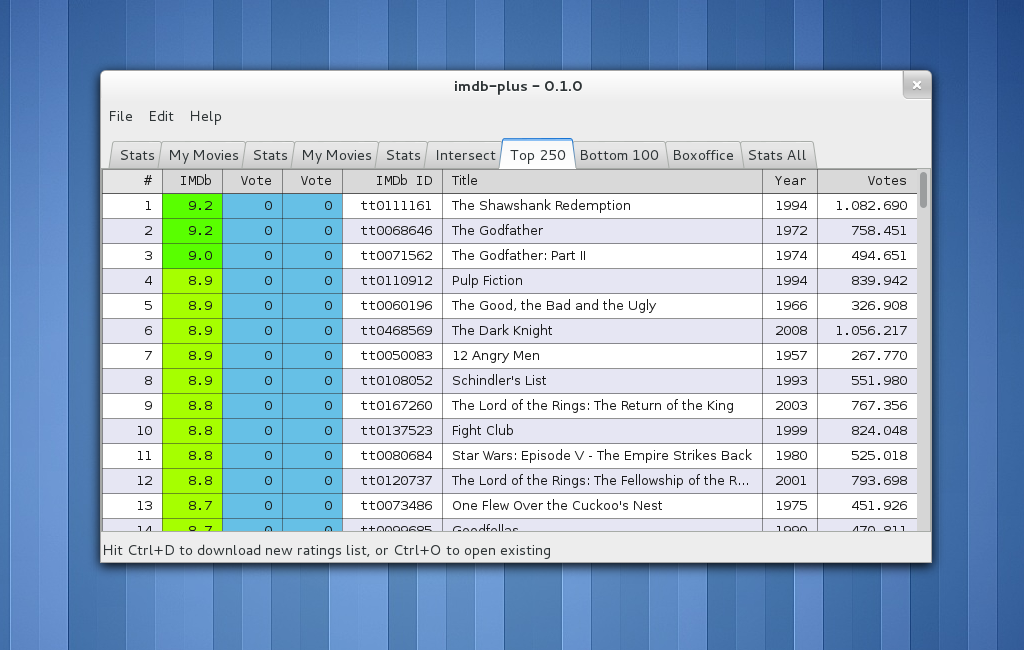 imdb-plus - 0.1.0
File Edit Help
Stats My Movies Stats My Movies Stats Intersect Top 250 Bottom 100 Boxoffice Stats All
# IMDb Vote Vote IMDb ID Title Year Votes
1 9.2 0 0 tt0111161 The Shawshank Redemption 1994 1.082.690
2 9.2 0 0 tt0068646 The Godfather 1972 758.451
3 9.0 0 0 tt0071562 The Godfather: Part II 1974 494.651
4 8.9 0 0 tt0110912 Pulp Fiction 1994 839.942
5 8.9 0 0 tt0060196 The Good, the Bad and the Ugly 1966 326.908
6 8.9 0 0 tt0468569 The Dark Knight 2008 1.056.217
7 8.9 0 0 tt0050083 12 Angry Men 1957 267.770
8 8.9 0 0 tt0108052 Schindler's List 1993 551.980
9 8.8 0 0 tt0167260 The Lord of the Rings: The Return of the King 2003 767.356
10 8.8 0 0 tt0137523 Fight Club 1999 824.048
11 8.8 0 0 tt0080684 Star Wars: Episode V - The Empire Strikes Back 1980 525.018
12 8.8 0 0 tt0120737 The Lord of the Rings: The Fellowship of the R... 2001 793.698
13 8.7 0 0 tt0073486 One Flew Over the Cuckoo's Nest 1975 451.926
14 8.7 0 0 tt0099685 Goodfellas 1990 470.811
Hit Ctrl+D to download new ratings list, or Ctrl+O to open existing